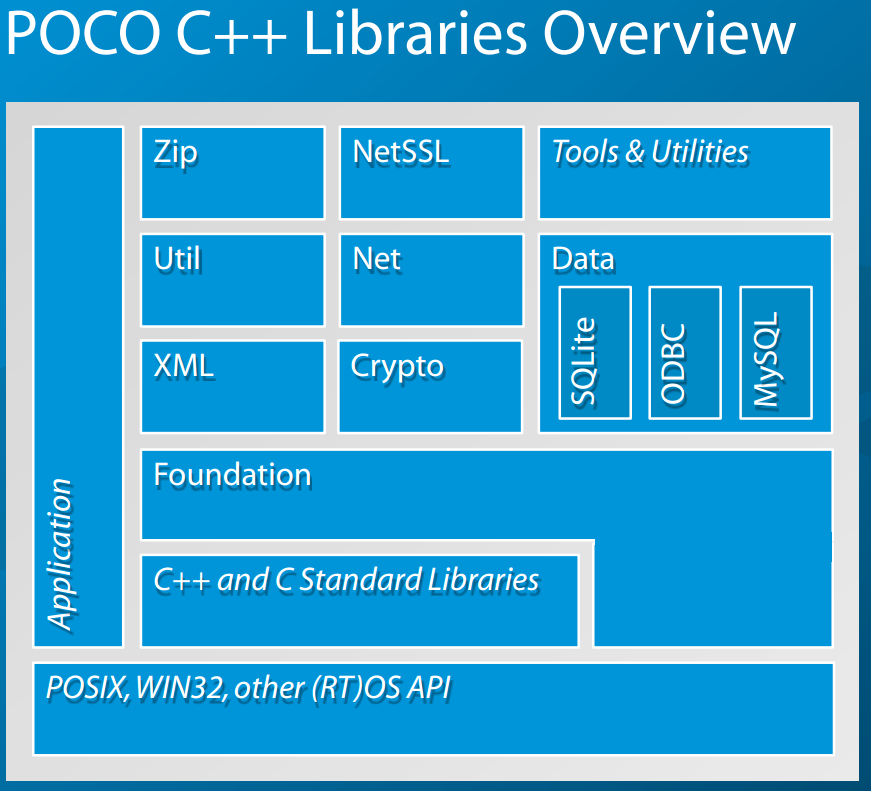 POCO C++ Libraries Overview
Zip
NetSSL
Tools & Utilities
Util
Net
Data
SQLite
ODBC
MySQL
XML
Crypto
Foundation
Application
C++ and C Standard Libraries
POSIX, WIN32, other (RT)OS API